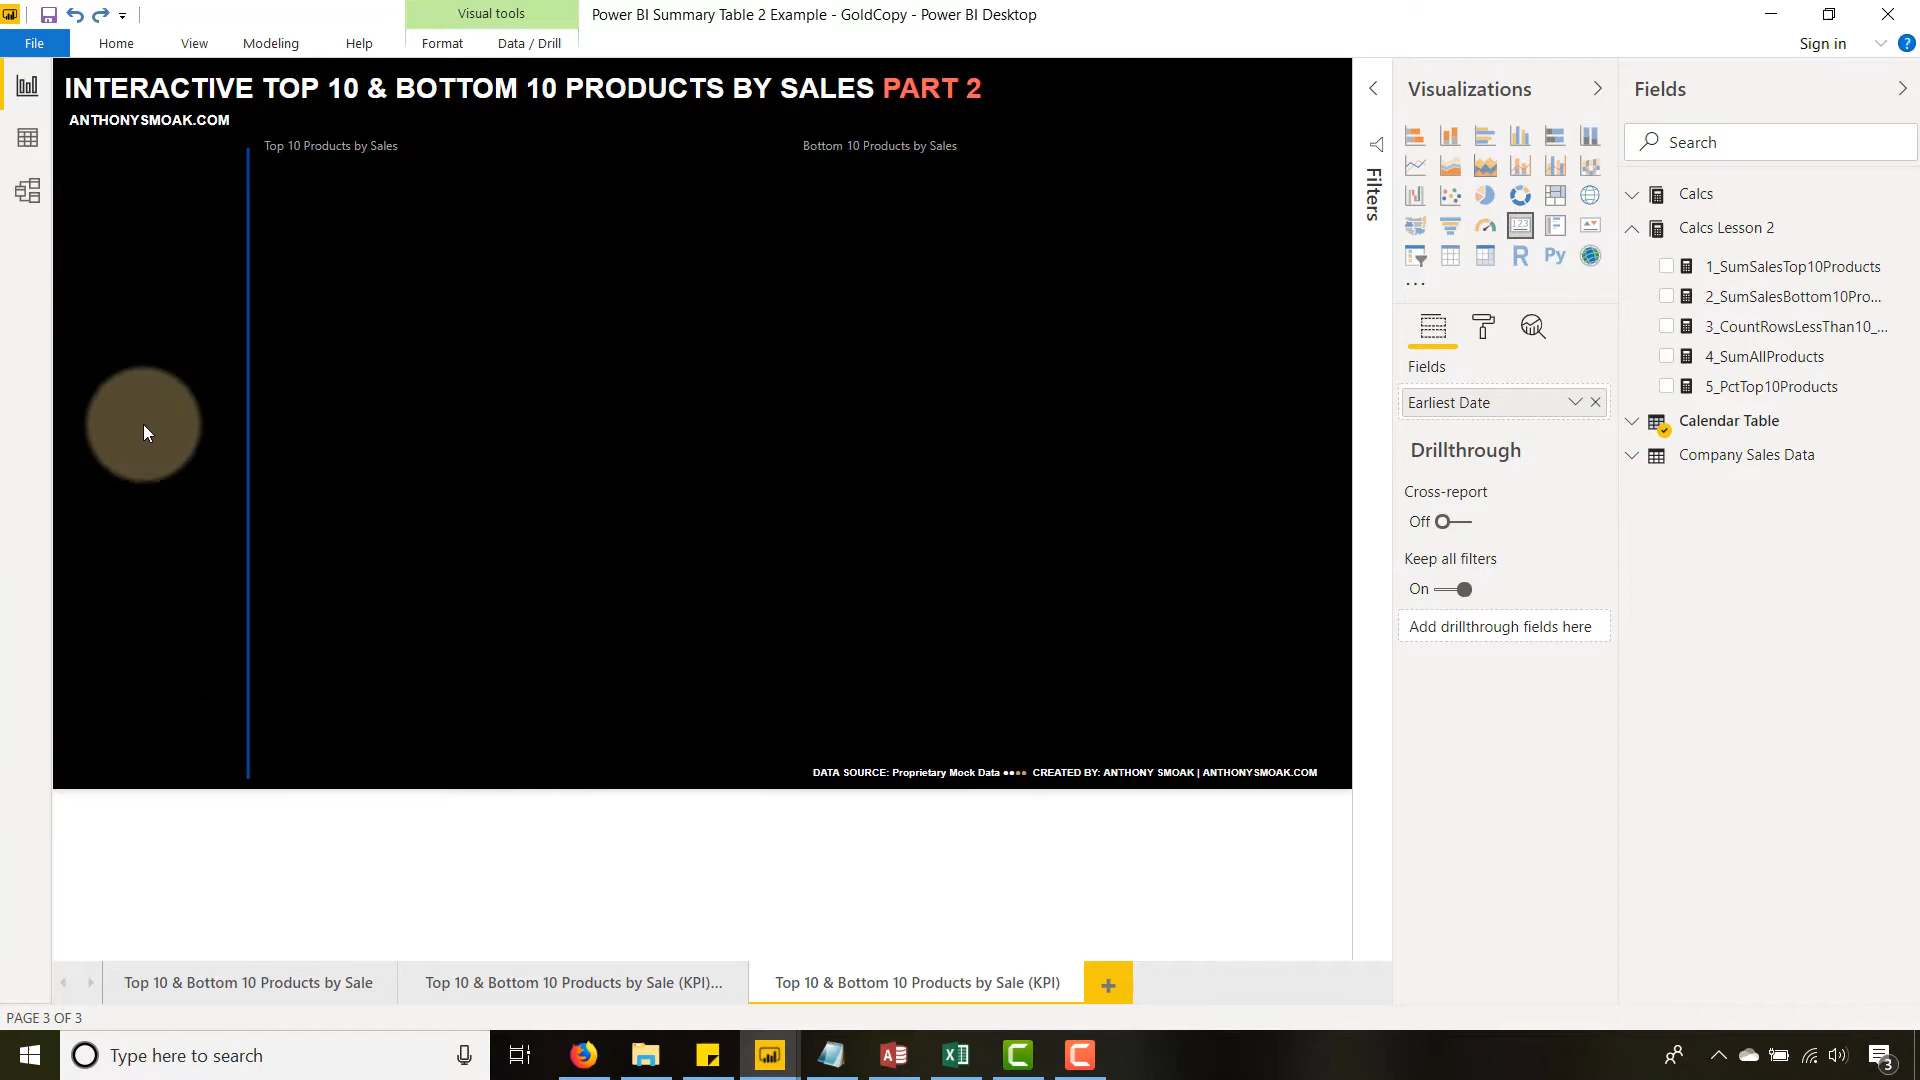 Visual tools
Power BI Summary Table 2 Example - GoldCopy - Power BI Desktop
File Home View Modeling Help Format Data / Drill
Sign in
?
INTERACTIVE TOP 10 & BOTTOM 10 PRODUCTS BY SALES PART 2
ANTHONYSMOAK.COM
Top 10 Products by Sales
Bottom 10 Products by Sales
DATA SOURCE: Proprietary Mock Data ●●●● CREATED BY: ANTHONY SMOAK | ANTHONYSMOAK.COM
Filters
Visualizations
123
R Py
...
Fields
Earliest Date
Drillthrough
Cross-report
Off
Keep all filters
On
Add drillthrough fields here
Fields
Search
Calcs
Calcs Lesson 2
1_SumSalesTop10Products
2_SumSalesBottom10Pro...
3_CountRowsLessThan10_...
4_SumAllProducts
5_PctTop10Products
Calendar Table
Company Sales Data
Top 10 & Bottom 10 Products by Sale
Top 10 & Bottom 10 Products by Sale (KPI)...
Top 10 & Bottom 10 Products by Sale (KPI)
+
PAGE 3 OF 3
Type here to search
3